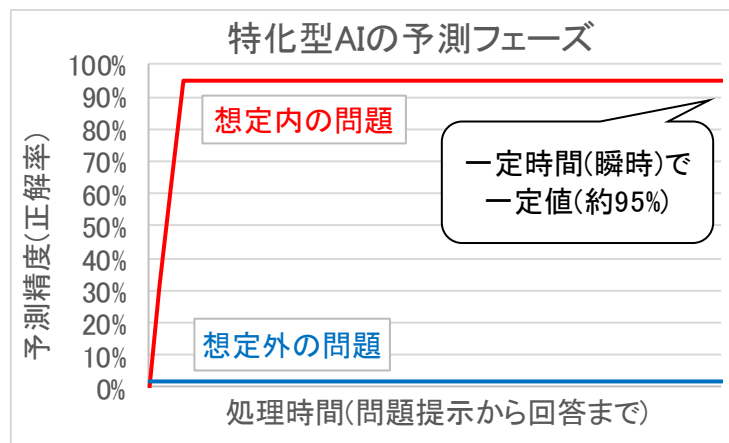 特化型AIの予測フェーズ
予測精度(正解率)
100%
90%
80%
70%
60%
50%
40%
30%
20%
10%
0%
想定内の問題
一定時間(瞬時)で
一定値(約95%)
想定外の問題
処理時間(問題提示から回答まで)